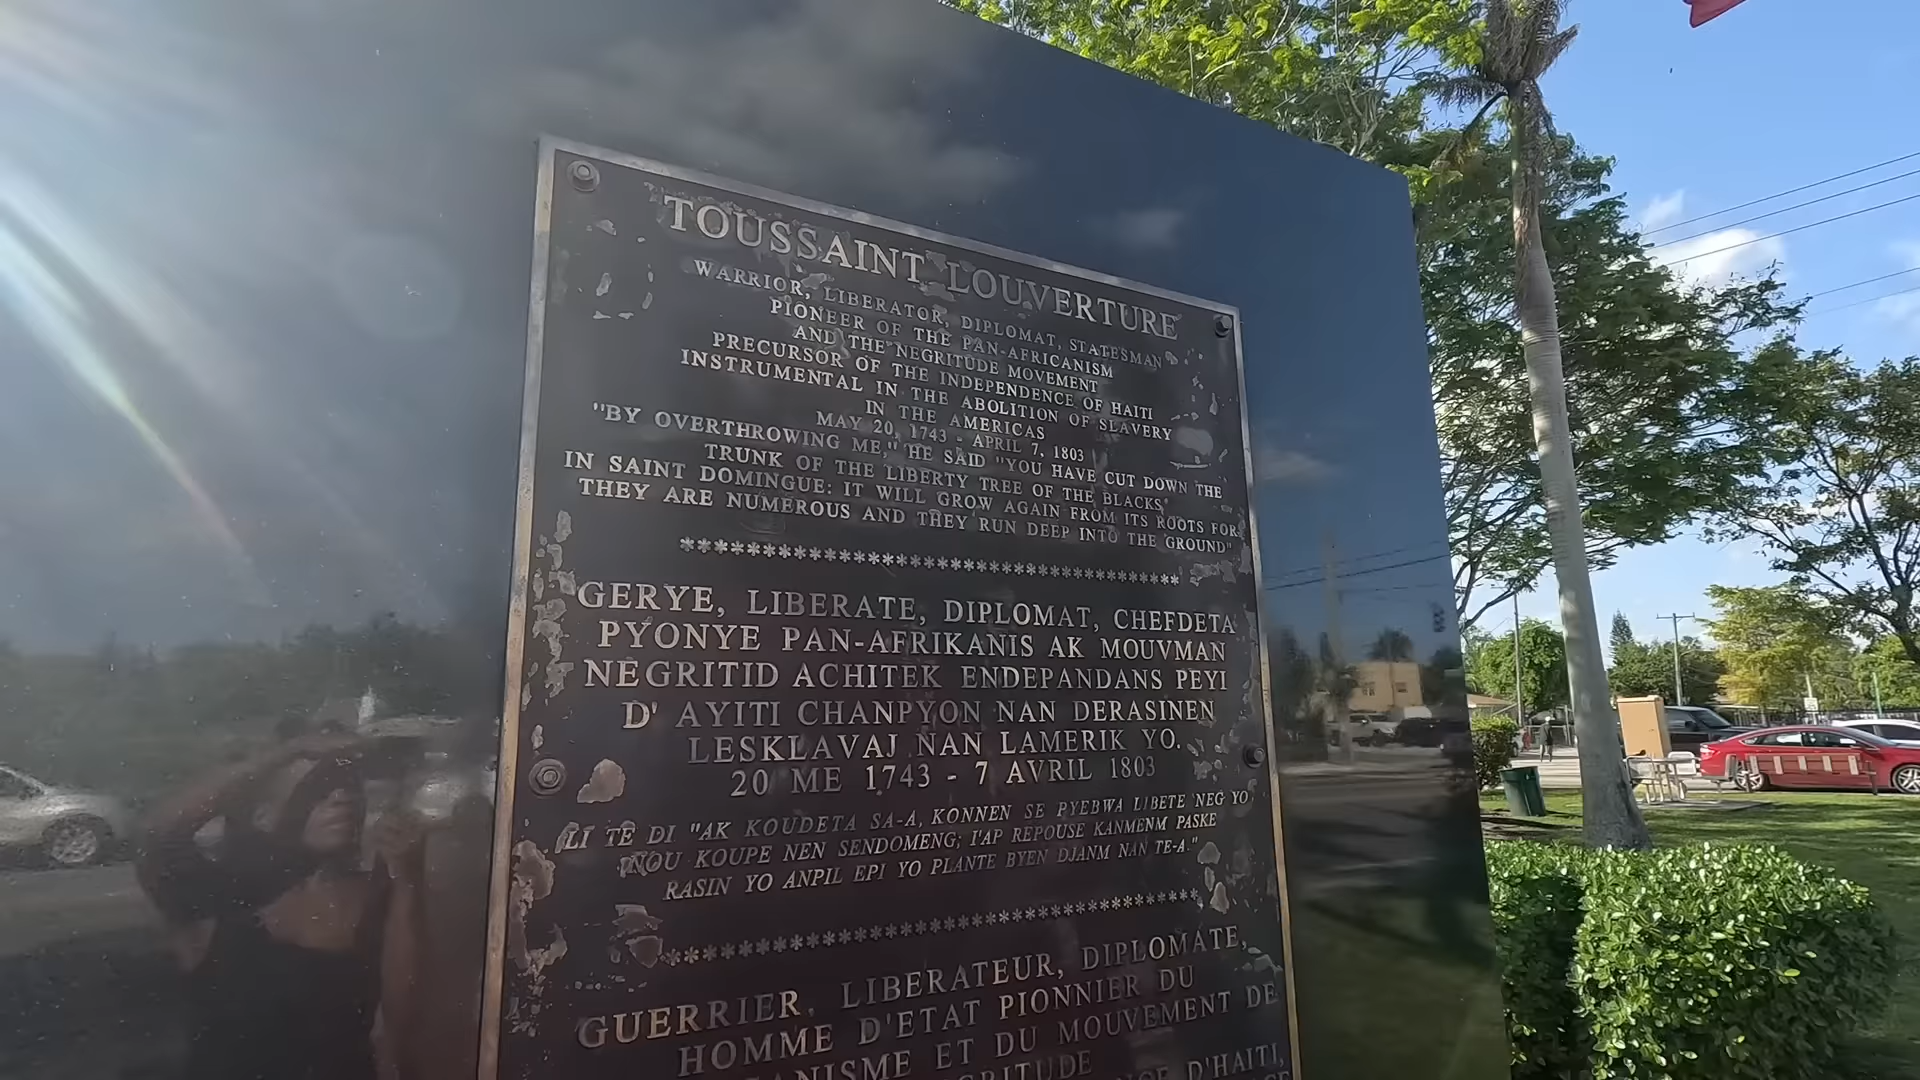 TOUSSAINT LOUVERTURE
WARRIOR, LIBERATOR, DIPLOMAT, STATESMAN
PIONEER OF THE PAN-AFRICANISM
AND THE NEGRITUDE MOVEMENT
PRECURSOR OF THE INDEPENDENCE OF HAITI
INSTRUMENTAL IN THE ABOLITION OF SLAVERY
IN THE AMERICAS
MAY 20, 1743 - APRIL 7, 1803
"BY OVERTHROWING ME," HE SAID "YOU HAVE CUT DOWN THE
TRUNK OF THE LIBERTY TREE OF THE BLACKS
IN SAINT DOMINGUE: IT WILL GROW AGAIN FROM ITS ROOTS FOR
THEY ARE NUMEROUS AND THEY RUN DEEP INTO THE GROUND"
GERYE, LIBERATE, DIPLOMAT, CHEFDETA
PYONYE PAN-AFRIKANIS AK MOUVMAN
NEGRITID ACHITEK ENDEPANDANS PEYI
D' AYITI CHANPYON NAN DERASINEN
LESKLAVAJ NAN LAMERIK YO.
20 ME 1743 - 7 AVRIL 1803
LI TE DI "AK KOUDETA SA-A, KONNEN SE PYEBWA LIBETE NEG YO
NOU KOUPE NEN SENDOMENG; L'AP REPOUSE KANMENM PASKE
RASIN YO ANPIL EPI YO PLANTE BYEN DJANM NAN TE-A."
GUERRIER, LIBERATEUR, DIPLOMATE,
HOMME D'ETAT PIONNIER DU
ET DU MOUVEMENT DE
D'HAITI,